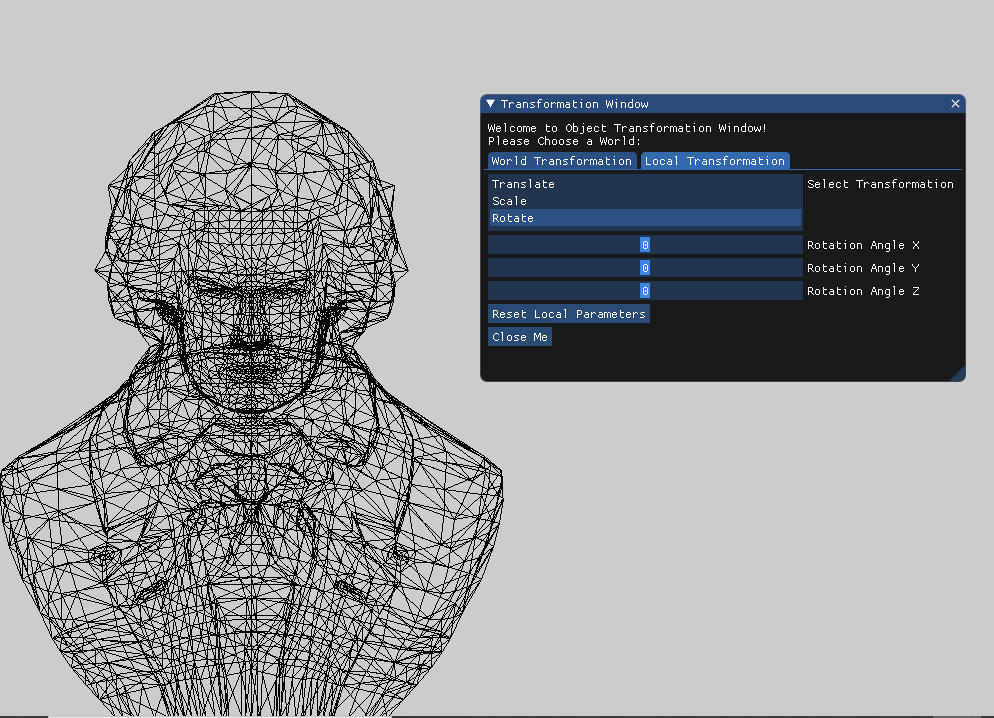 Transformation Window
Welcome to Object Transformation Window!
Please Choose a World:
World Transformation Local Transformation
Translate Select Transformation
Scale
Rotate
0 Rotation Angle X
0 Rotation Angle Y
0 Rotation Angle Z
Reset Local Parameters
Close Me